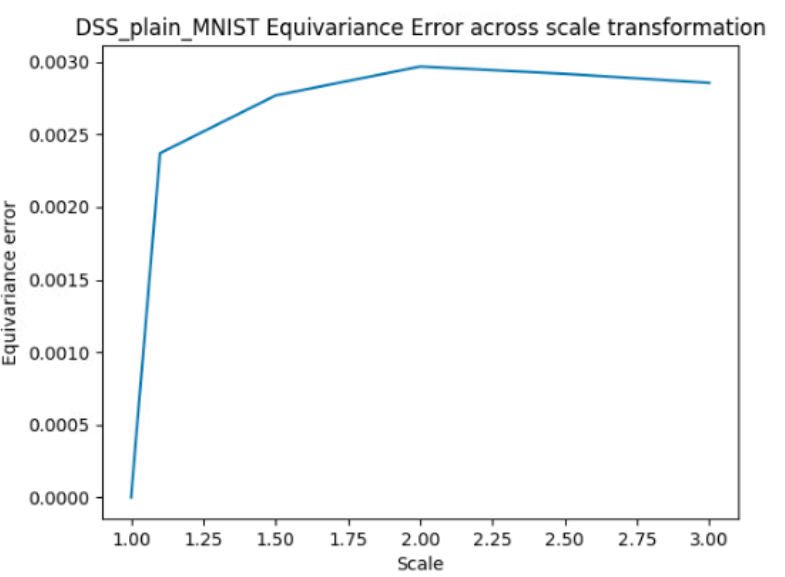 DSS_plain_MNIST Equivariance Error across scale transformation
0.0030
0.0025
0.0020
0.0015
0.0010
0.0005
0.0000
Equivariance error
1.00 1.25 1.50 1.75 2.00 2.25 2.50 2.75 3.00
Scale